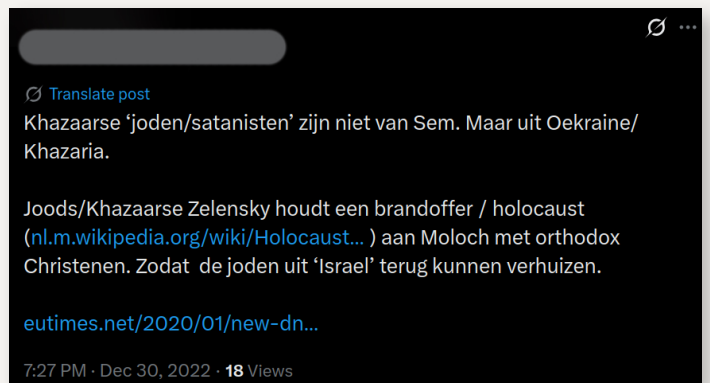 Translate post
Khazaarse ‘joden/satanisten’ zijn niet van Sem. Maar uit Oekraine/
Khazaria.
Joods/Khazaarse Zelensky houdt een brandoffer / holocaust
(nl.m.wikipedia.org/wiki/Holocaust... ) aan Moloch met orthodox
Christenen. Zodat  de joden uit ‘Israel’ terug kunnen verhuizen.
eutimes.net/2020/01/new-dn...
7:27 PM · Dec 30, 2022 · 18 Views